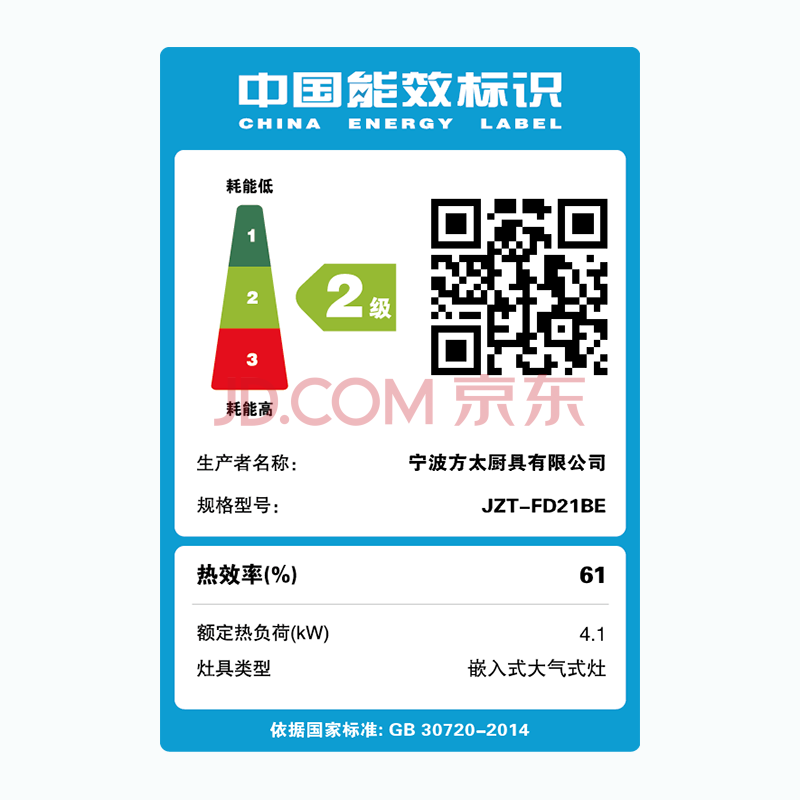 中国能效标识
CHINA ENERGY LABEL
耗能低
1
2
3
2级
耗能高
JD.COM 京东
生产者名称: 宁波方太厨具有限公司
规格型号: JZT-FD21BE
热效率(%) 61
额定热负荷(kW) 4.1
灶具类型 嵌入式大气式灶
依据国家标准: GB 30720-2014